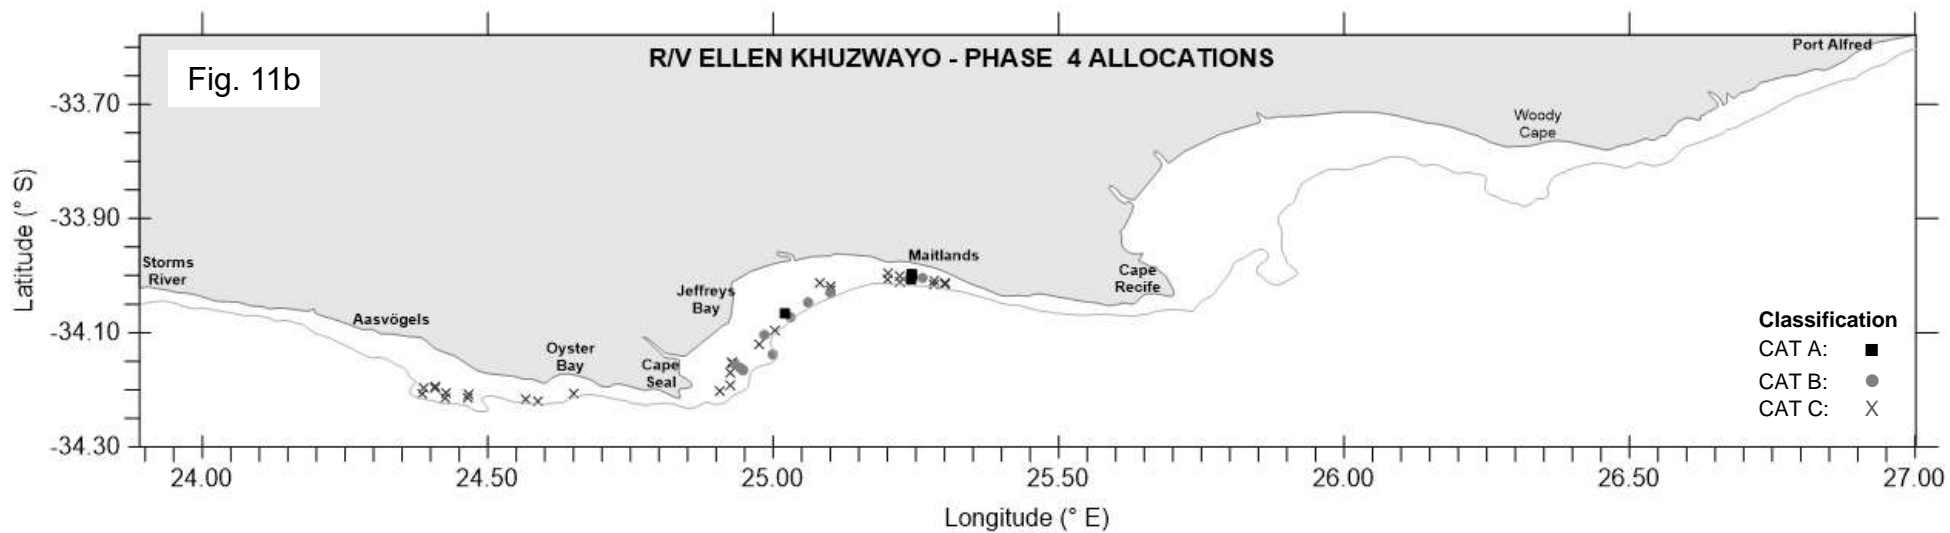 R/V ELLEN KHUZWAYO - PHASE  4 ALLOCATIONS
Fig. 11b
Port Alfred
Woody
Cape
Storms
River
Aasvögels
Oyster
Bay
Cape
Seal
Jeffreys
Bay
Maitlands
Cape
Recife
Classification
CAT A:
CAT B:
CAT C:
Latitude (° S)
-33.70
-33.90
-34.10
-34.30
24.00
24.50
25.00
25.50
26.00
26.50
27.00
Longitude (° E)